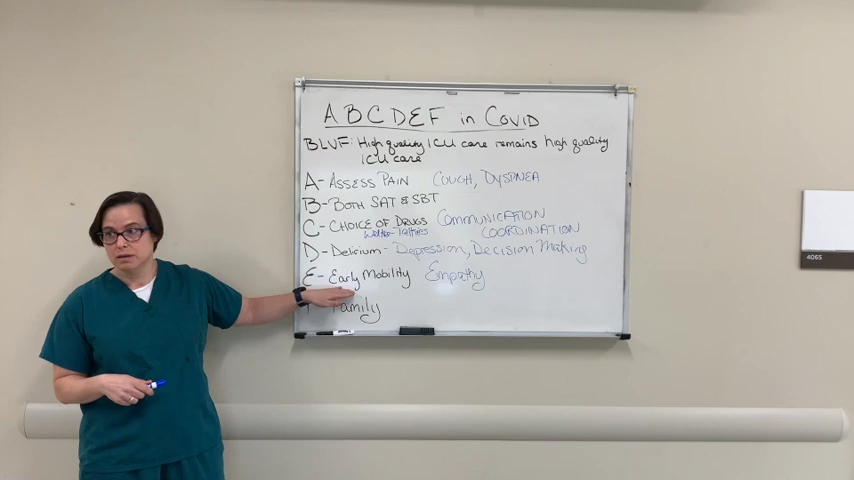 ABCDEF in COVID
BLUF: High quality ICU care remains high quality
ICU care
A- ASSESS PAIN COUGH, DYSPNEA
B- BOTH SAT & SBT
C- CHOICE OF DRUGS COMMUNICATION
COORDINATION
D- Delirium- Depression, Decision Making
E- Early Mobility Empathy
Family
4065